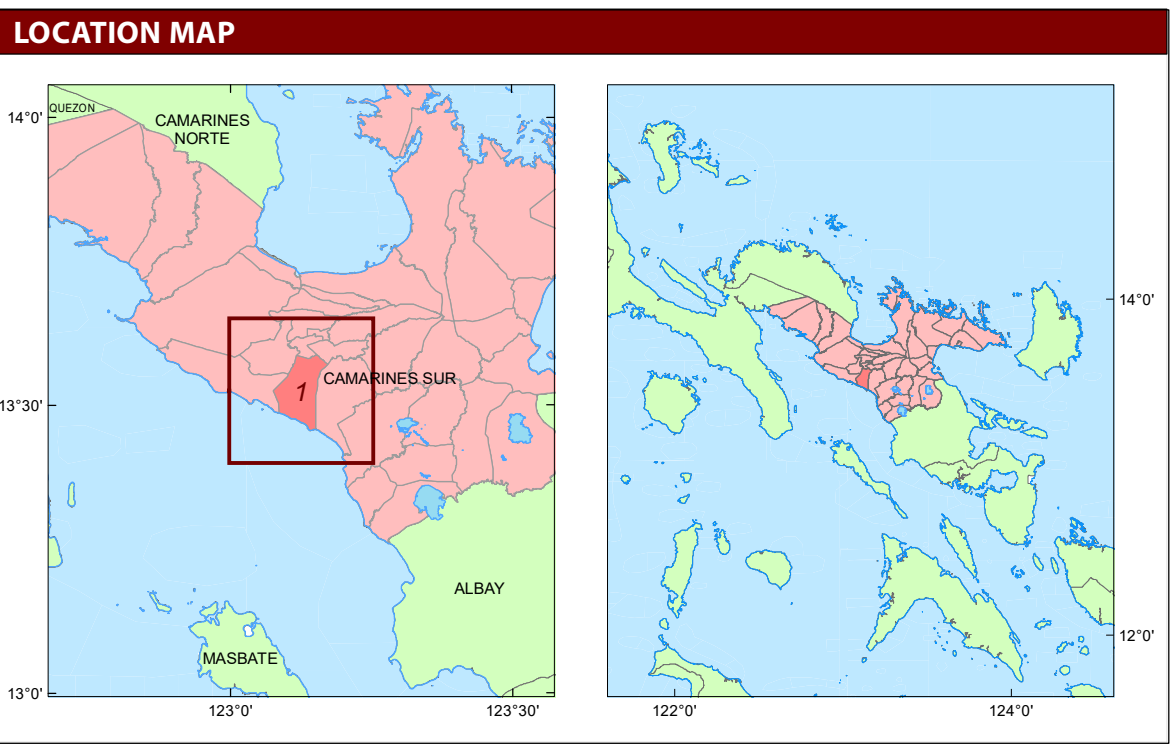 LOCATION MAP
QUEZON
14°0'
CAMARINES
NORTE
1
CAMARINES SUR
13°30'
ALBAY
MASBATE
13°0'
123°0'
123°30'
14°0'
12°0'
122°0'
124°0'